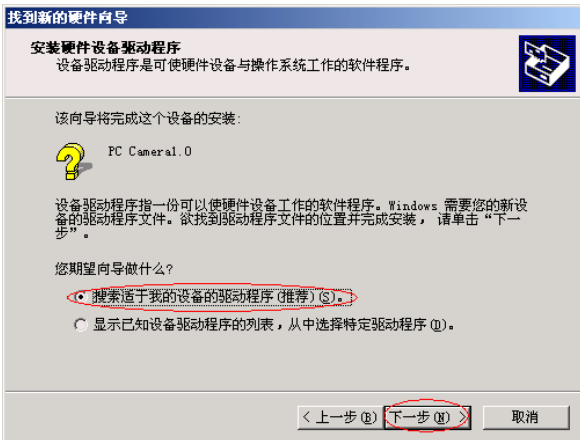 找到新的硬件向导
安装硬件设备驱动程序
设备驱动程序是可使硬件设备与操作系统工作的软件程序。
该向导将完成这个设备的安装:
PC Camera1.0
设备驱动程序指一份可以使硬件设备工作的软件程序。Windows 需要您的新设
备的驱动程序文件。欲找到驱动程序文件的位置并完成安装，请单击“下一
步”。
您期望向导做什么?
搜索适于我的设备的驱动程序(推荐)(S)。
显示已知设备驱动程序的列表，从中选择特定驱动程序(D)。
< 上一步(B) 下一步(N) > 取消